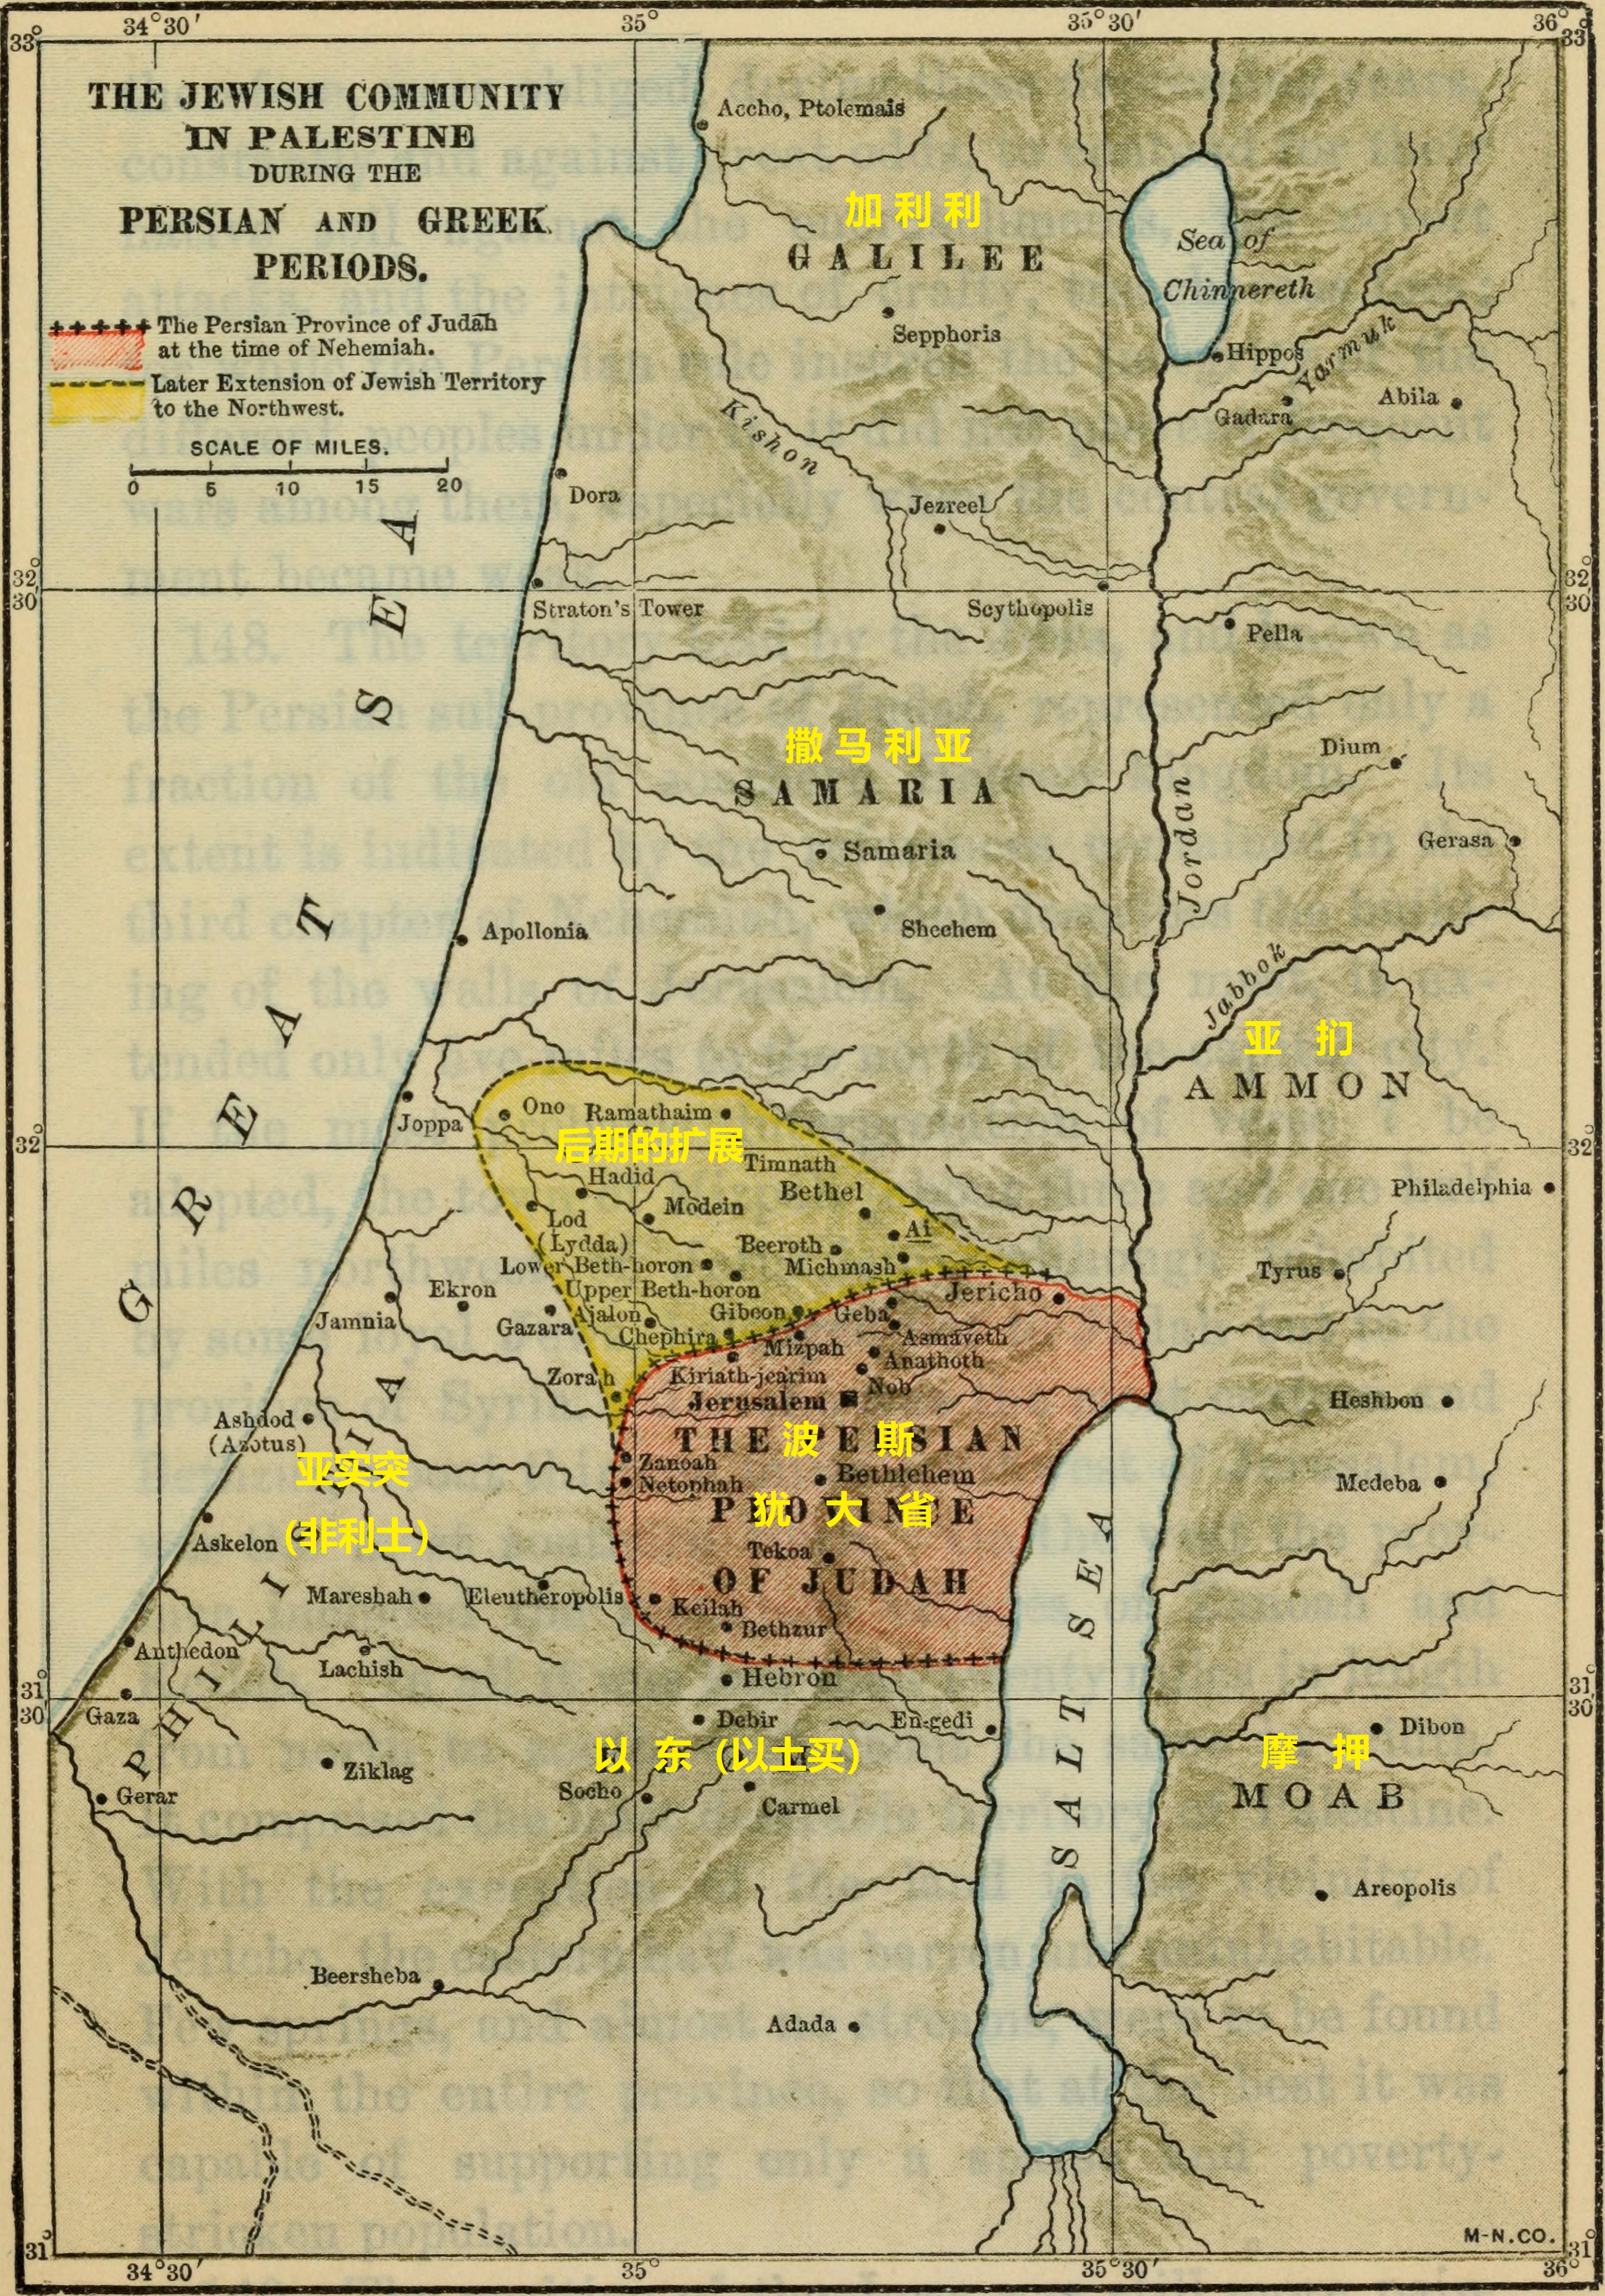 34°30′
35°
35°30′
36°
33°
33°
THE JEWISH COMMUNITY
IN PALESTINE
DURING THE
PERSIAN AND GREEK
PERIODS.
The Persian Province of Judah
at the time of Nehemiah.
Later Extension of Jewish Territory
to the Northwest.
SCALE OF MILES.
0 5 10 15 20
Accho, Ptolemais
加利利
GALILEE
Sea of
Chinnereth
Sepphoris
Hippos
Yarmuk
Abila
Gadara
Kishon
Dora
Jezreel
32°
30′
32°
30′
Straton's Tower
Scythopolis
Pella
GREAT SEA
撒马利亚
SAMARIA
Dium
Jordan
Gerasa
Samaria
Shechem
Apollonia
Jabbok
亚 扪
AMMON
Joppa
Ono
Ramathaim
后期的扩展
32°
32°
Timnath
Hadid
Bethel
Modein
Philadelphia
Lod
(Lydda)
Ai
Beeroth
Lower Beth-horon
Michmash
Tyrus
Upper Beth-horon
Ekron
Jericho
Jamnia
Gazara
Ajalon
Gibeon
Geba
Chephira
Mizpah
Asmaveth
Anathoth
Zorah
Kiriath-jearim
Nob
Jerusalem
Heshbon
Ashdod
(Azotus)
亚实突
THE PERSIAN
波 斯
Zanoah
Netophah
Bethlehem
Medeba
PROVINCE
犹 大 省
Askelon
(非利士)
PHILISTIA
Tekoa
OF JUDAH
Mareshah
Eleutheropolis
Keilah
Bethzur
Anthedon
Lachish
Hebron
SALT SEA
31°
30′
31°
30′
Gaza
Debir
En-gedi
Dibon
以 东 (以土买)
摩 押
MOAB
Ziklag
Gerar
Socho
Carmel
Areopolis
Beersheba
Adada
M-N.CO.
31°
31°
34°30′
35°
35°30′
36°